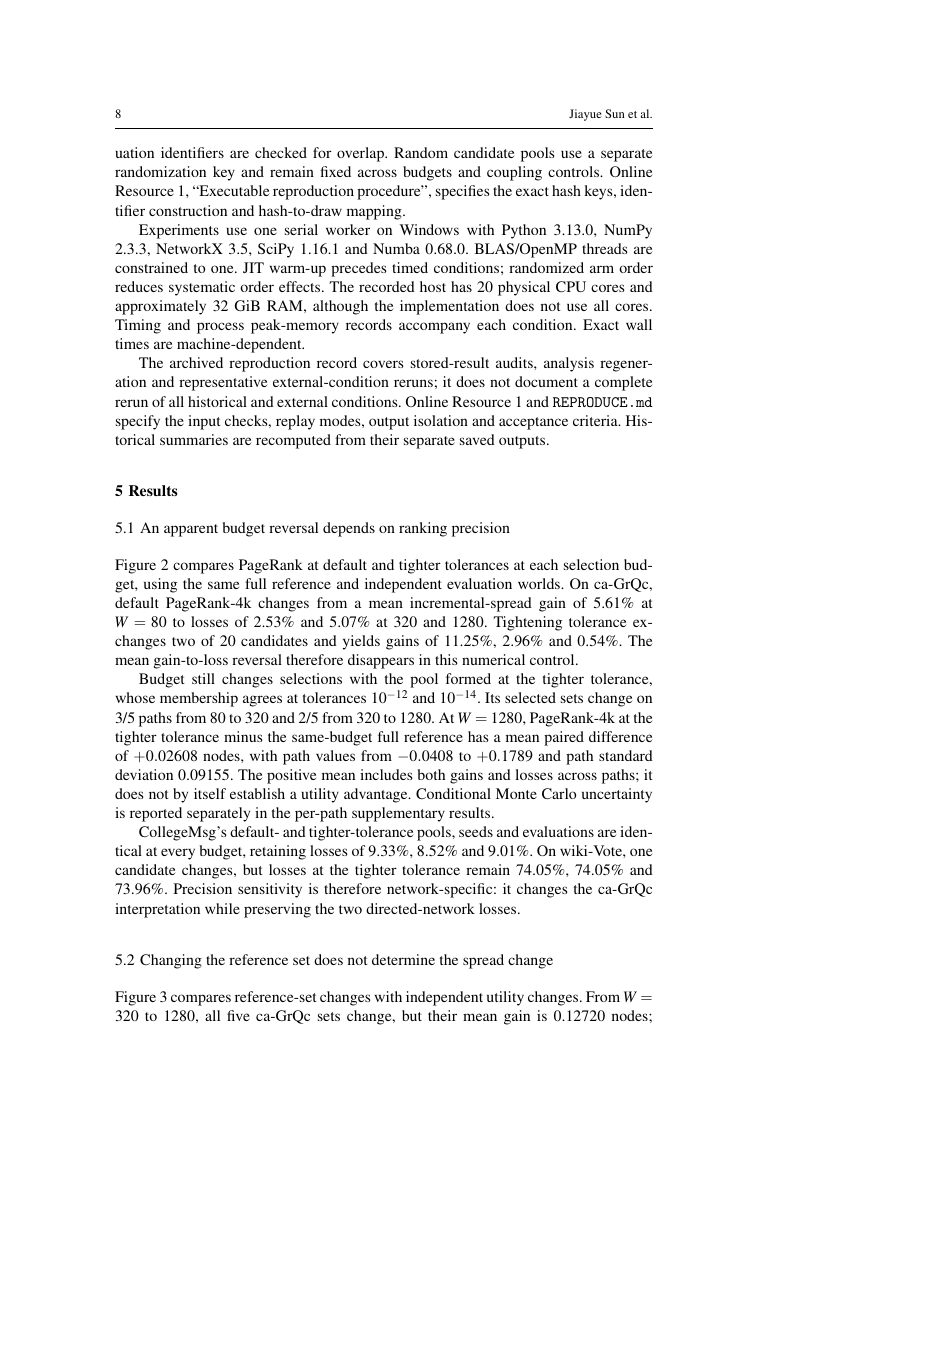 8 Jiayue Sun et al.
uation identifiers are checked for overlap. Random candidate pools use a separate
randomization key and remain fixed across budgets and coupling controls. Online
Resource 1, “Executable reproduction procedure”, specifies the exact hash keys, iden-
tifier construction and hash-to-draw mapping.
Experiments use one serial worker on Windows with Python 3.13.0, NumPy
2.3.3, NetworkX 3.5, SciPy 1.16.1 and Numba 0.68.0. BLAS/OpenMP threads are
constrained to one. JIT warm-up precedes timed conditions; randomized arm order
reduces systematic order effects. The recorded host has 20 physical CPU cores and
approximately 32 GiB RAM, although the implementation does not use all cores.
Timing and process peak-memory records accompany each condition. Exact wall
times are machine-dependent.
The archived reproduction record covers stored-result audits, analysis regener-
ation and representative external-condition reruns; it does not document a complete
rerun of all historical and external conditions. Online Resource 1 and REPRODUCE.md
specify the input checks, replay modes, output isolation and acceptance criteria. His-
torical summaries are recomputed from their separate saved outputs.
5 Results
5.1 An apparent budget reversal depends on ranking precision
Figure 2 compares PageRank at default and tighter tolerances at each selection bud-
get, using the same full reference and independent evaluation worlds. On ca-GrQc,
default PageRank-4k changes from a mean incremental-spread gain of 5.61% at
W = 80 to losses of 2.53% and 5.07% at 320 and 1280. Tightening tolerance ex-
changes two of 20 candidates and yields gains of 11.25%, 2.96% and 0.54%. The
mean gain-to-loss reversal therefore disappears in this numerical control.
Budget still changes selections with the pool formed at the tighter tolerance,
whose membership agrees at tolerances 10⁻¹² and 10⁻¹⁴. Its selected sets change on
3/5 paths from 80 to 320 and 2/5 from 320 to 1280. At W = 1280, PageRank-4k at the
tighter tolerance minus the same-budget full reference has a mean paired difference
of +0.02608 nodes, with path values from −0.0408 to +0.1789 and path standard
deviation 0.09155. The positive mean includes both gains and losses across paths; it
does not by itself establish a utility advantage. Conditional Monte Carlo uncertainty
is reported separately in the per-path supplementary results.
CollegeMsg’s default- and tighter-tolerance pools, seeds and evaluations are iden-
tical at every budget, retaining losses of 9.33%, 8.52% and 9.01%. On wiki-Vote, one
candidate changes, but losses at the tighter tolerance remain 74.05%, 74.05% and
73.96%. Precision sensitivity is therefore network-specific: it changes the ca-GrQc
interpretation while preserving the two directed-network losses.
5.2 Changing the reference set does not determine the spread change
Figure 3 compares reference-set changes with independent utility changes. From W =
320 to 1280, all five ca-GrQc sets change, but their mean gain is 0.12720 nodes;